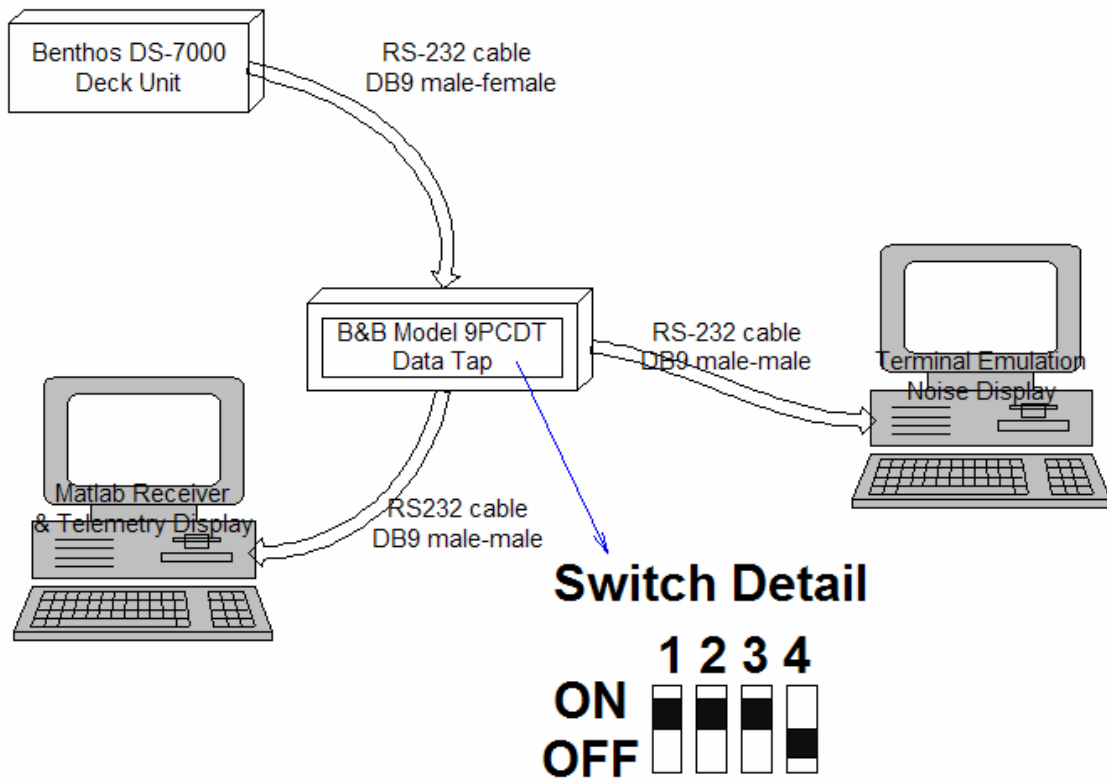 Benthos DS-7000
Deck Unit
RS-232 cable
DB9 male-female
B&B Model 9PCDT
Data Tap
RS-232 cable
DB9 male-male
Terminal Emulation
Noise Display
Matlab Receiver
& Telemetry Display
RS232 cable
DB9 male-male
Switch Detail
1 2 3 4
ON
OFF